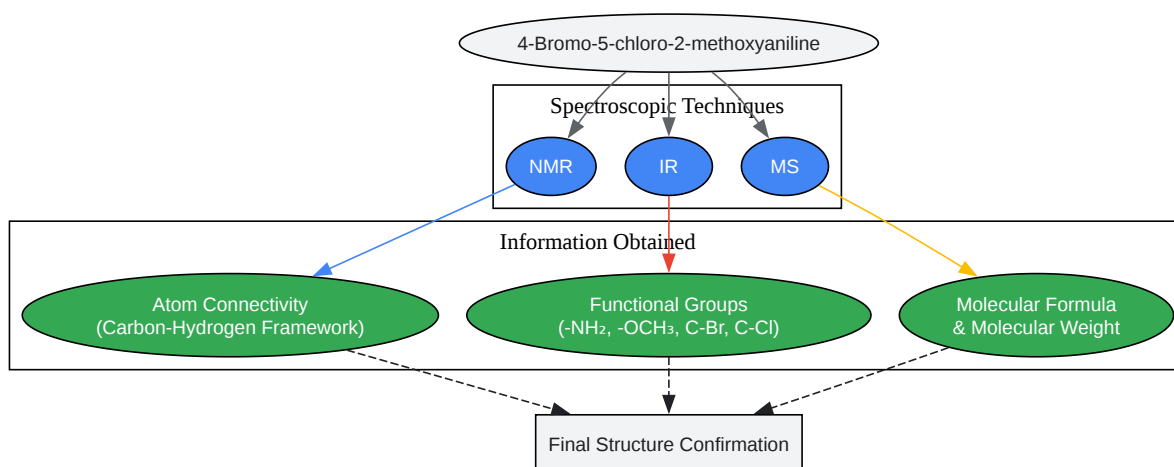 4-Bromo-5-chloro-2-methoxyaniline
Spectroscopic Techniques
NMR
IR
MS
Information Obtained
Atom Connectivity
(Carbon-Hydrogen Framework)
Functional Groups
(-NH₂, -OCH₃, C-Br, C-Cl)
Molecular Formula
& Molecular Weight
Final Structure Confirmation